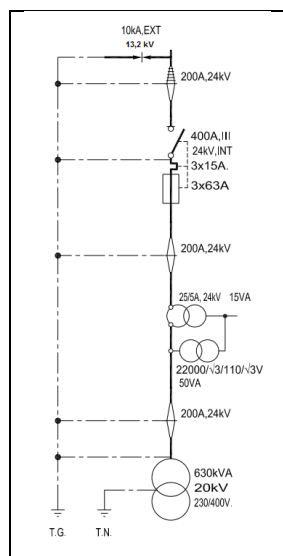 10kA,EXT
13,2 kV
200A,24kV
400A,III
24kV,INT
3x15A.
3x63A
200A,24kV
25/5A, 24kV 15VA
22000/√3/110/√3V
50VA
200A,24kV
630kVA
20kV
230/400V.
T.G. T.N.